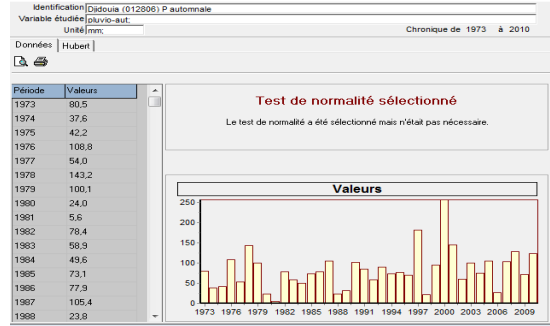 Identification Djidouia (012806) P automnale
Variable étudiée pluvio-aut;
Unité mm;
Chronique de 1973 à 2010
Données Hubert
Période Valeurs
1973 80,5
1974 37,6
1975 42,2
1976 108,8
1977 54,0
1978 143,2
1979 100,1
1980 24,0
1981 5,6
1982 78,4
1983 58,9
1984 49,6
1985 73,1
1986 77,9
1987 105,4
1988 23,8
Test de normalité sélectionné
Le test de normalité a été sélectionné mais n'était pas nécessaire.
Valeurs
250
200
150
100
50
0
1973 1976 1979 1982 1985 1988 1991 1994 1997 2000 2003 2006 2009